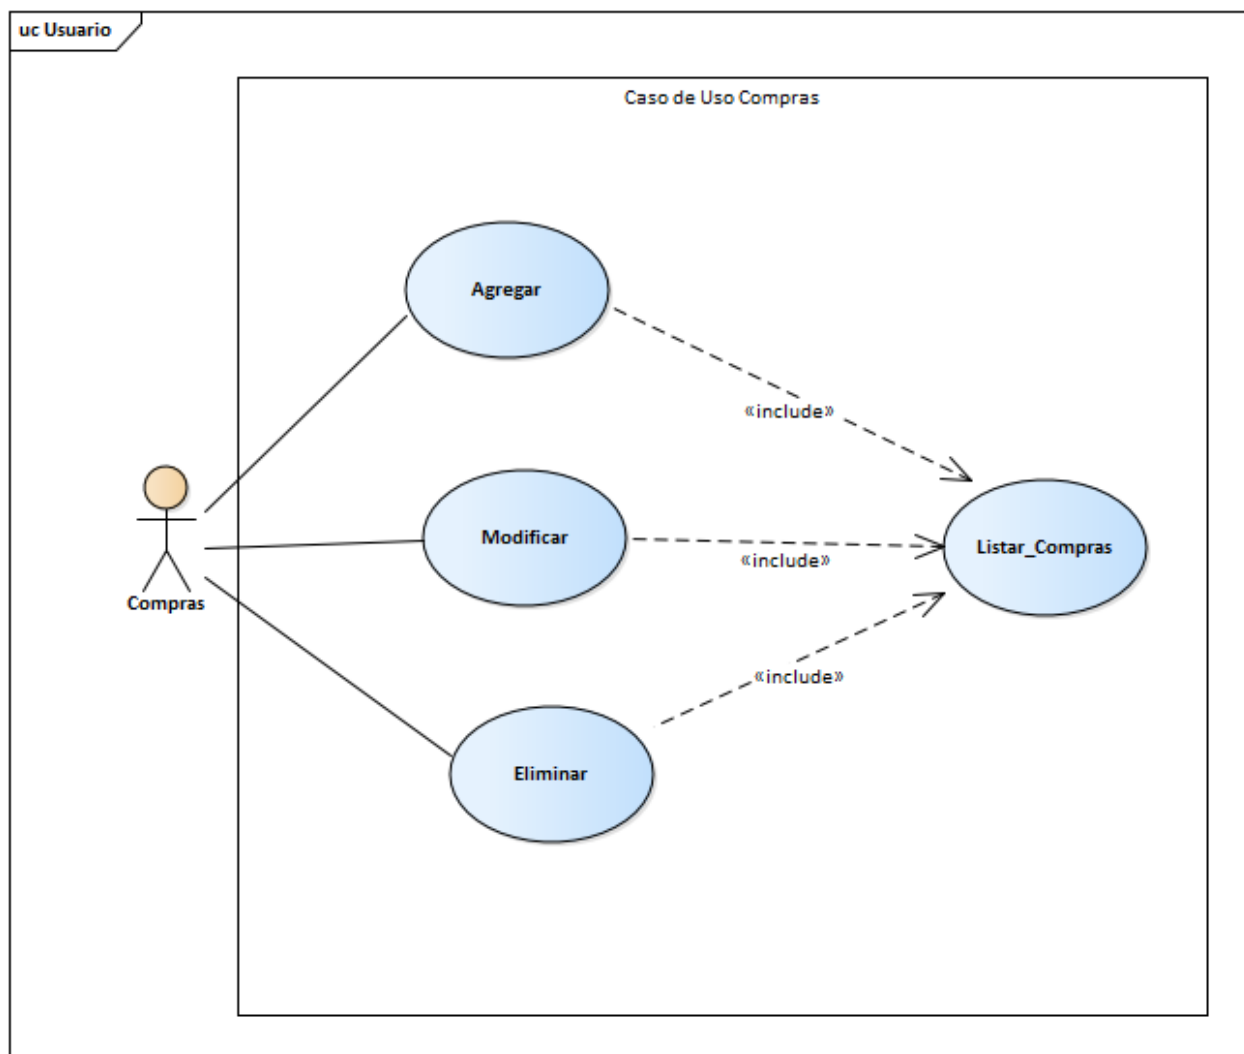 uc Usuario
Caso de Uso Compras
Agregar
«include»
Modificar
«include»
Listar_Compras
Compras
«include»
Eliminar